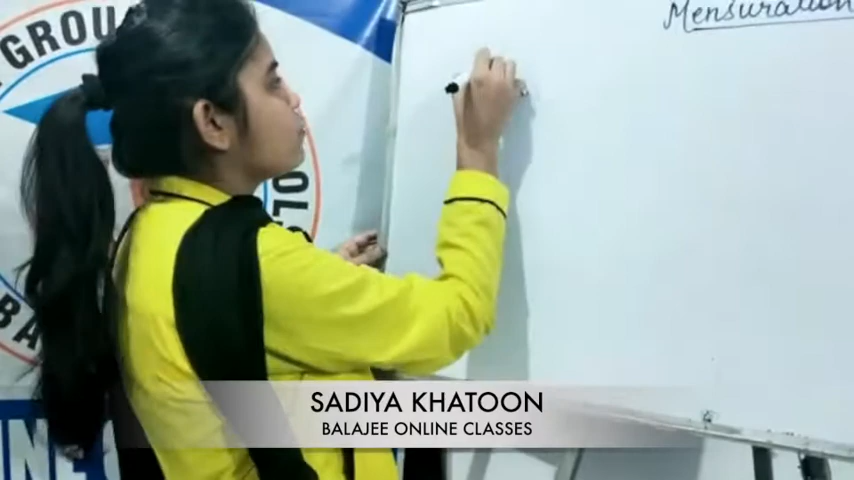 GROUP
Mensuration
SADIYA KHATOON
BALAJEE ONLINE CLASSES